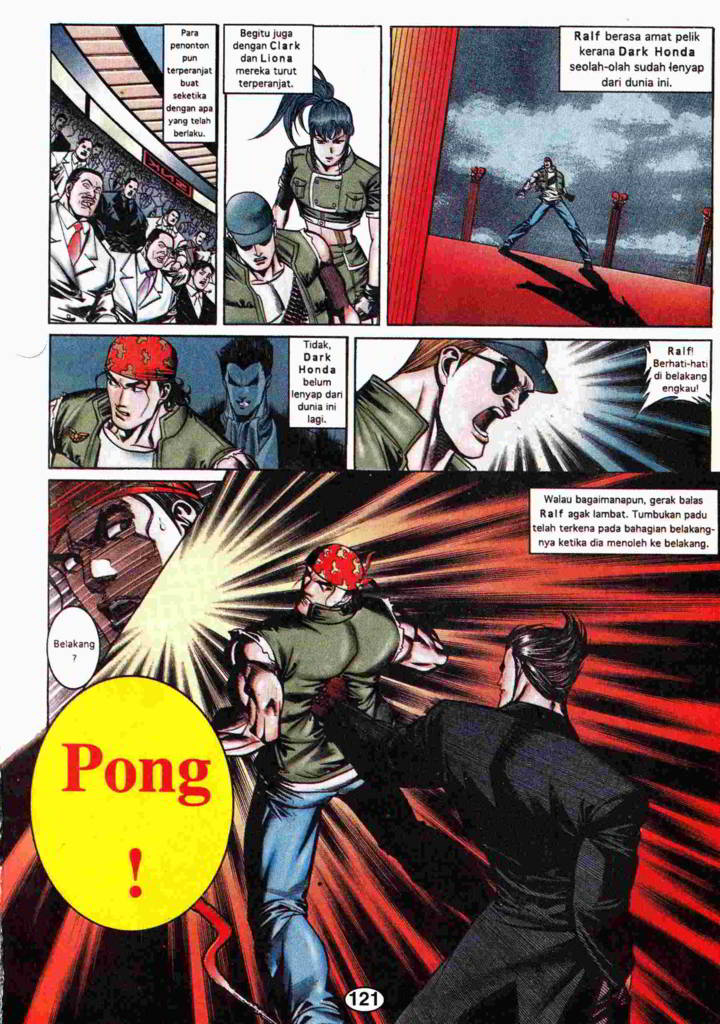 Para
penonton
pun
terperanjat
buat
seketika
dengan apa
yang telah
berlaku.
Begitu juga
dengan Clark
dan Liona
mereka turut
terperanjat.
Ralf berasa amat pelik
kerana Dark Honda
seolah-olah sudah lenyap
dari dunia ini.
Tidak,
Dark
Honda
belum
lenyap dari
dunia ini
lagi.
Ralf!
Berhati-hati
di belakang
engkau!
Walau bagaimanapun, gerak balas
Ralf agak lambat. Tumbukan padu
telah terkena pada bahagian belakang-
nya ketika dia menoleh ke belakang.
Belakang
?
Pong
!
121